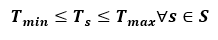 T_min ≤ T_s ≤ T_max ∀s ∈ S